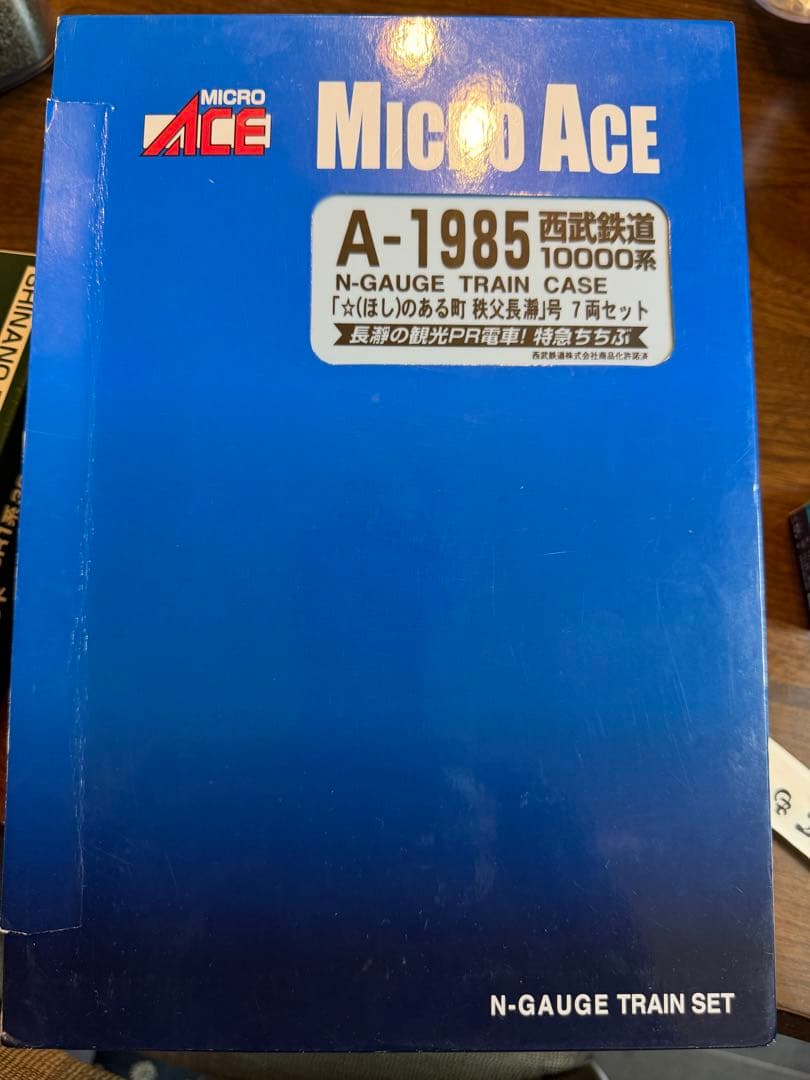 MICRO
ACE
MICRO ACE
A-1985
西武鉄道
10000系
N-GAUGE TRAIN CASE
「☆(ほし)のある町 秩父長瀞」号 7両セット
長瀞の観光PR電車! 特急ちちぶ
西武鉄道株式会社商品化許諾済
N-GAUGE TRAIN SET
SHINANO